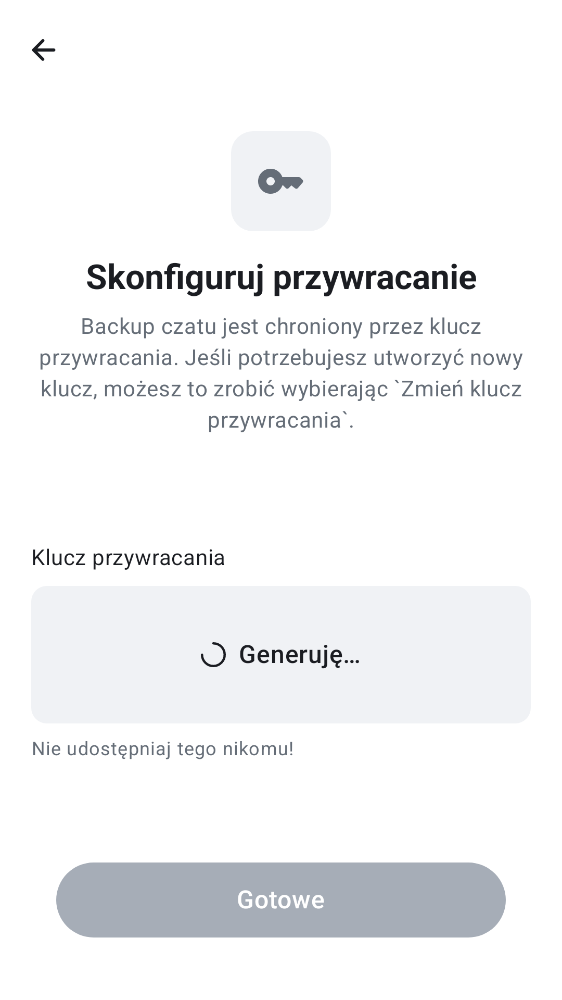 Skonfiguruj przywracanie
Backup czatu jest chroniony przez klucz
przywracania. Jeśli potrzebujesz utworzyć nowy
klucz, możesz to zrobić wybierając `Zmień klucz
przywracania`.
Klucz przywracania
Generuję…
Nie udostępniaj tego nikomu!
Gotowe